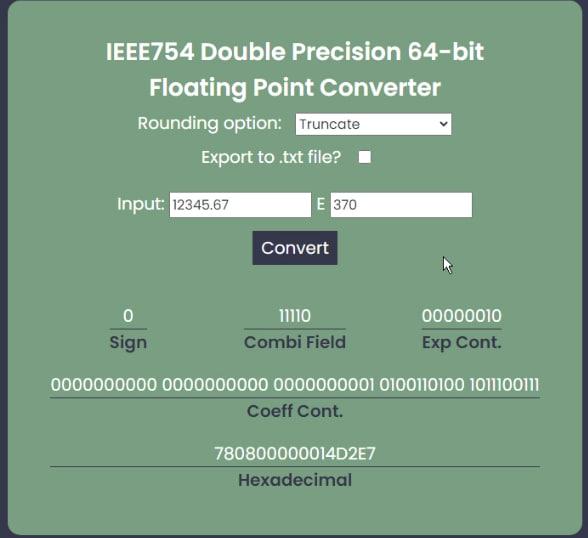 IEEE754 Double Precision 64-bit
Floating Point Converter
Rounding option: Truncate
Export to .txt file?
Input: 12345.67 E 370
Convert
0 11110 00000010
Sign Combi Field Exp Cont.
0000000000 0000000000 0000000001 0100110100 1011100111
Coeff Cont.
780800000014D2E7
Hexadecimal